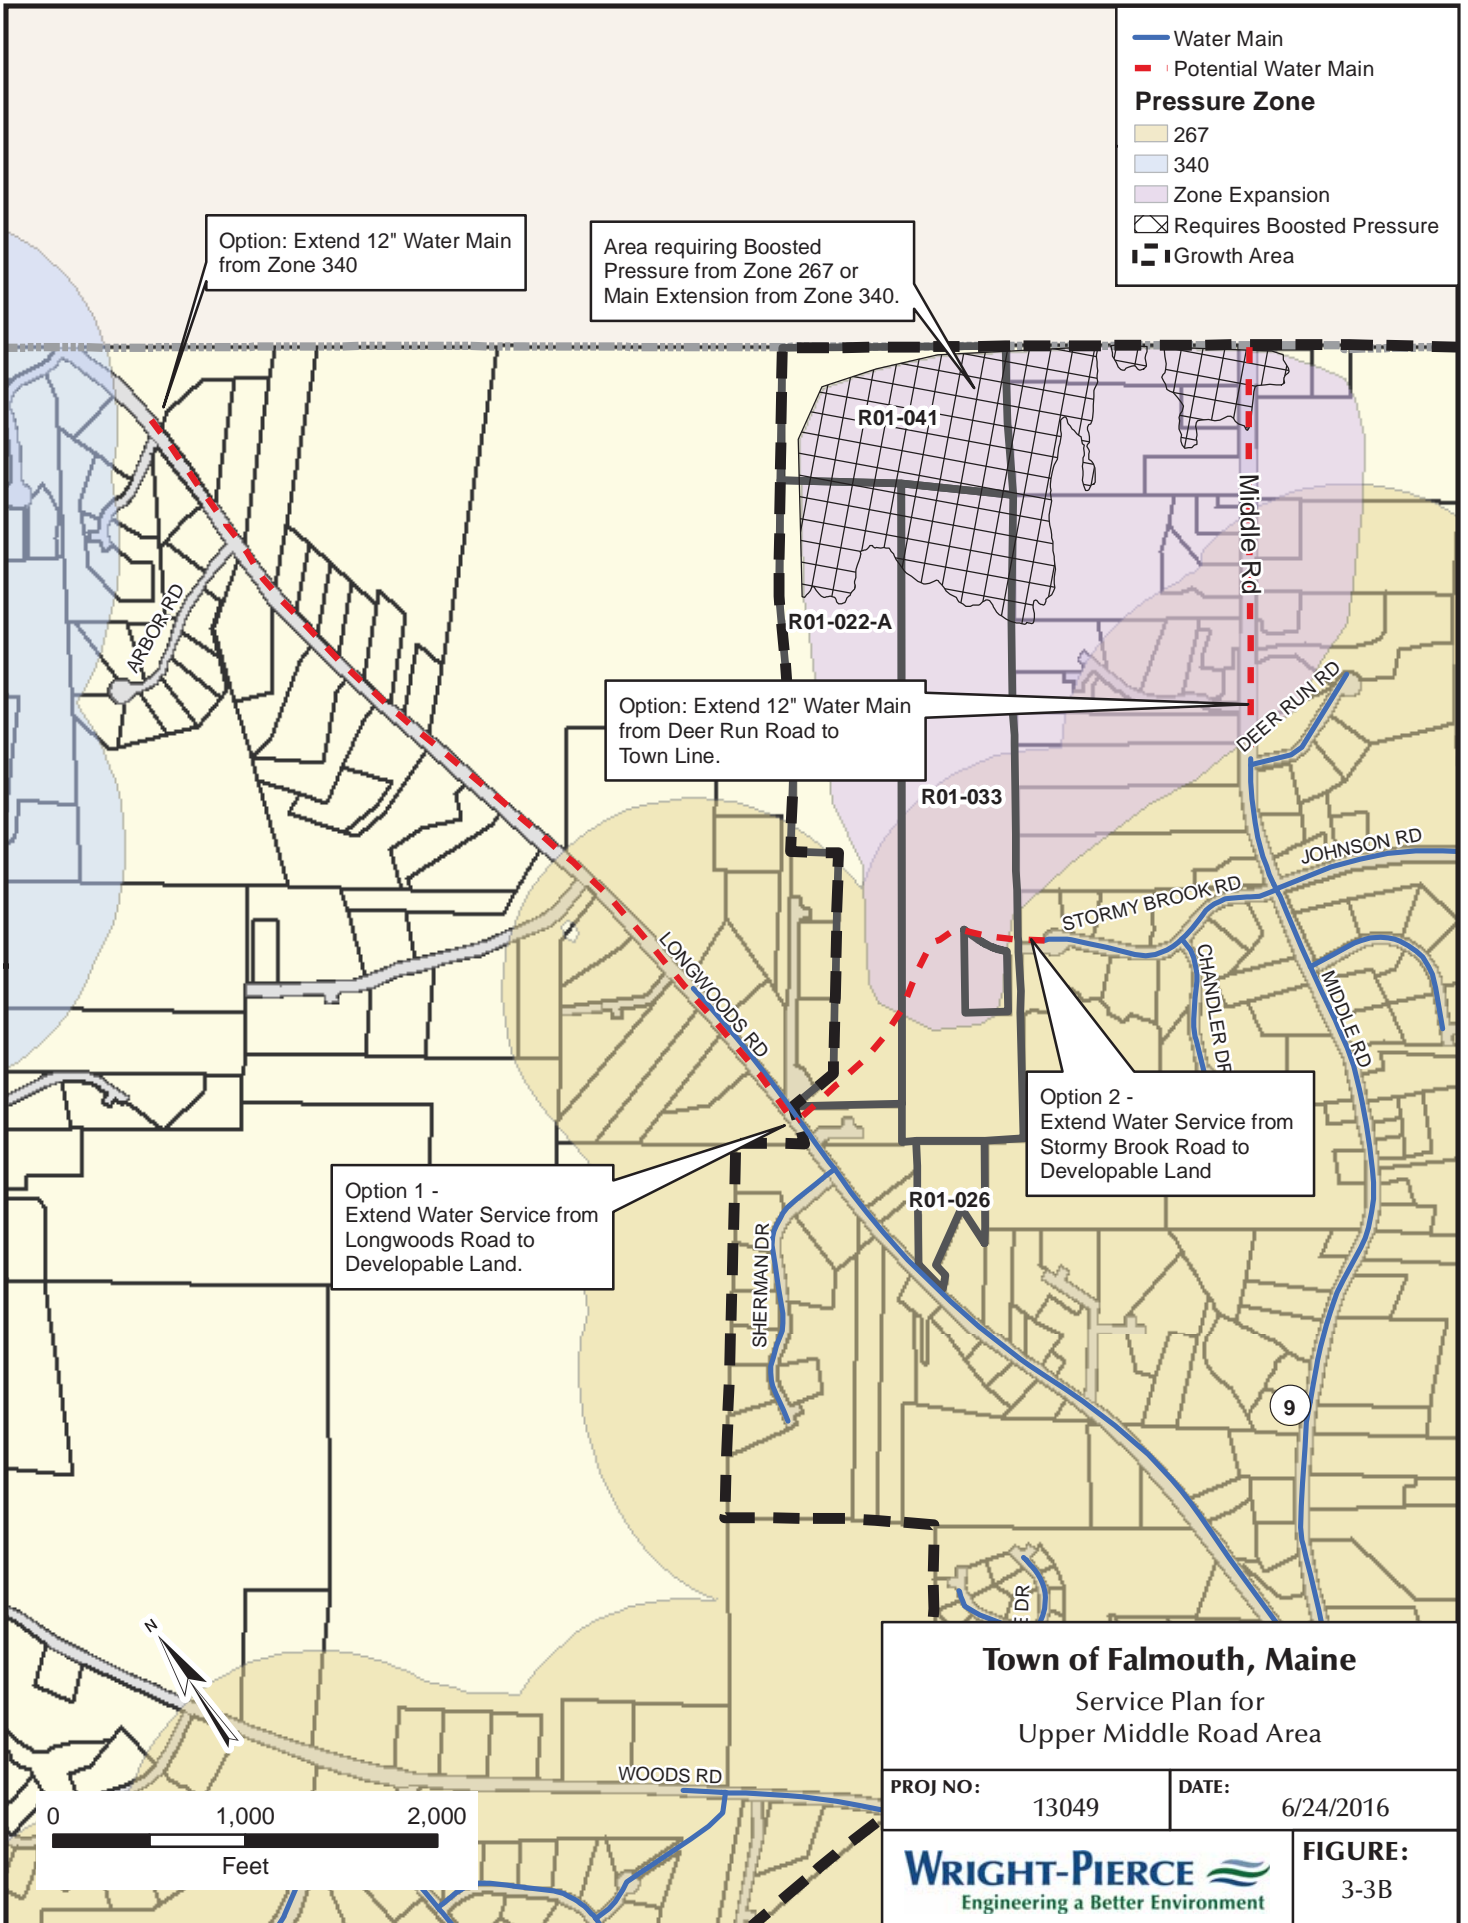 Water Main
Potential Water Main
Pressure Zone
267
340
Zone Expansion
Requires Boosted Pressure
Growth Area
Option: Extend 12" Water Main
from Zone 340
Area requiring Boosted
Pressure from Zone 267 or
Main Extension from Zone 340.
R01-041
Middle Rd
ARBOR RD
R01-022-A
Option: Extend 12" Water Main
from Deer Run Road to
Town Line.
DEER RUN RD
R01-033
JOHNSON RD
STORMY BROOK RD
LONGWOODS RD
CHANDLER DR
MIDDLE RD
Option 2 -
Extend Water Service from
Stormy Brook Road to
Developable Land
Option 1 -
Extend Water Service from
Longwoods Road to
Developable Land.
R01-026
SHERMAN DR
9
E DR
N
WOODS RD
0 1,000 2,000
Feet
Town of Falmouth, Maine
Service Plan for
Upper Middle Road Area
PROJ NO: 13049
DATE: 6/24/2016
WRIGHT-PIERCE
Engineering a Better Environment
FIGURE:
3-3B